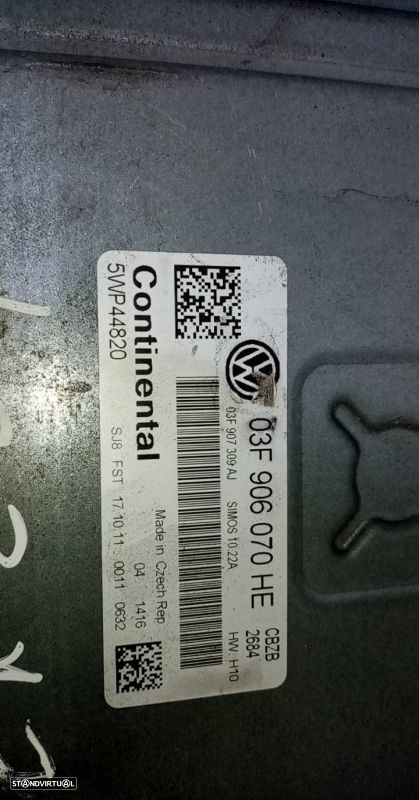 03F 906 070 HE
CBZB
2684
03F 907 309 AJ SIMOS 10.22A HW: H10
Continental
5WP44820
Made in Czech Rep.
04 1416
SJ8 FST 17.10.11 0011 0632
STANDVIRTUAL